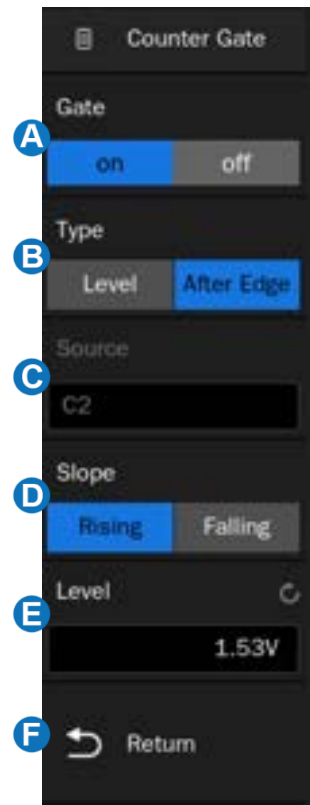 Counter Gate
Gate
A
on off
Type
B
Level After Edge
Source
C
C2
Slope
D
Rising Falling
Level
E
1.53V
F Return